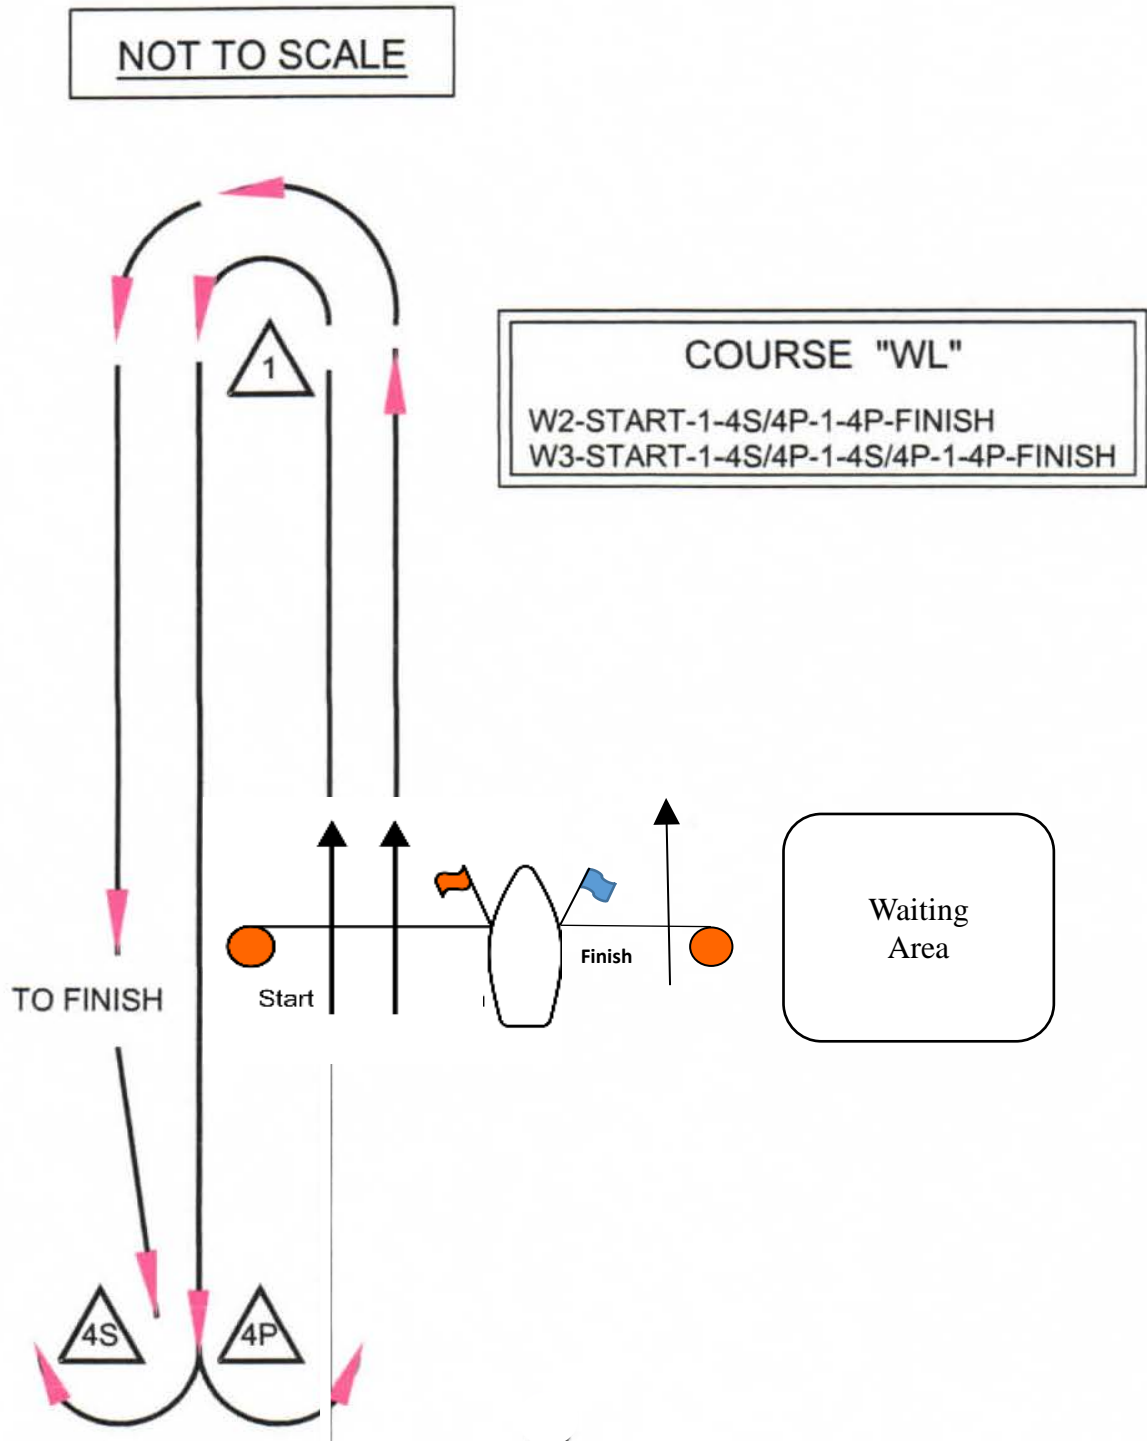 NOT TO SCALE
1
COURSE "WL"
W2-START-1-4S/4P-1-4P-FINISH
W3-START-1-4S/4P-1-4S/4P-1-4P-FINISH
Waiting
Area
Finish
TO FINISH
Start
4S
4P